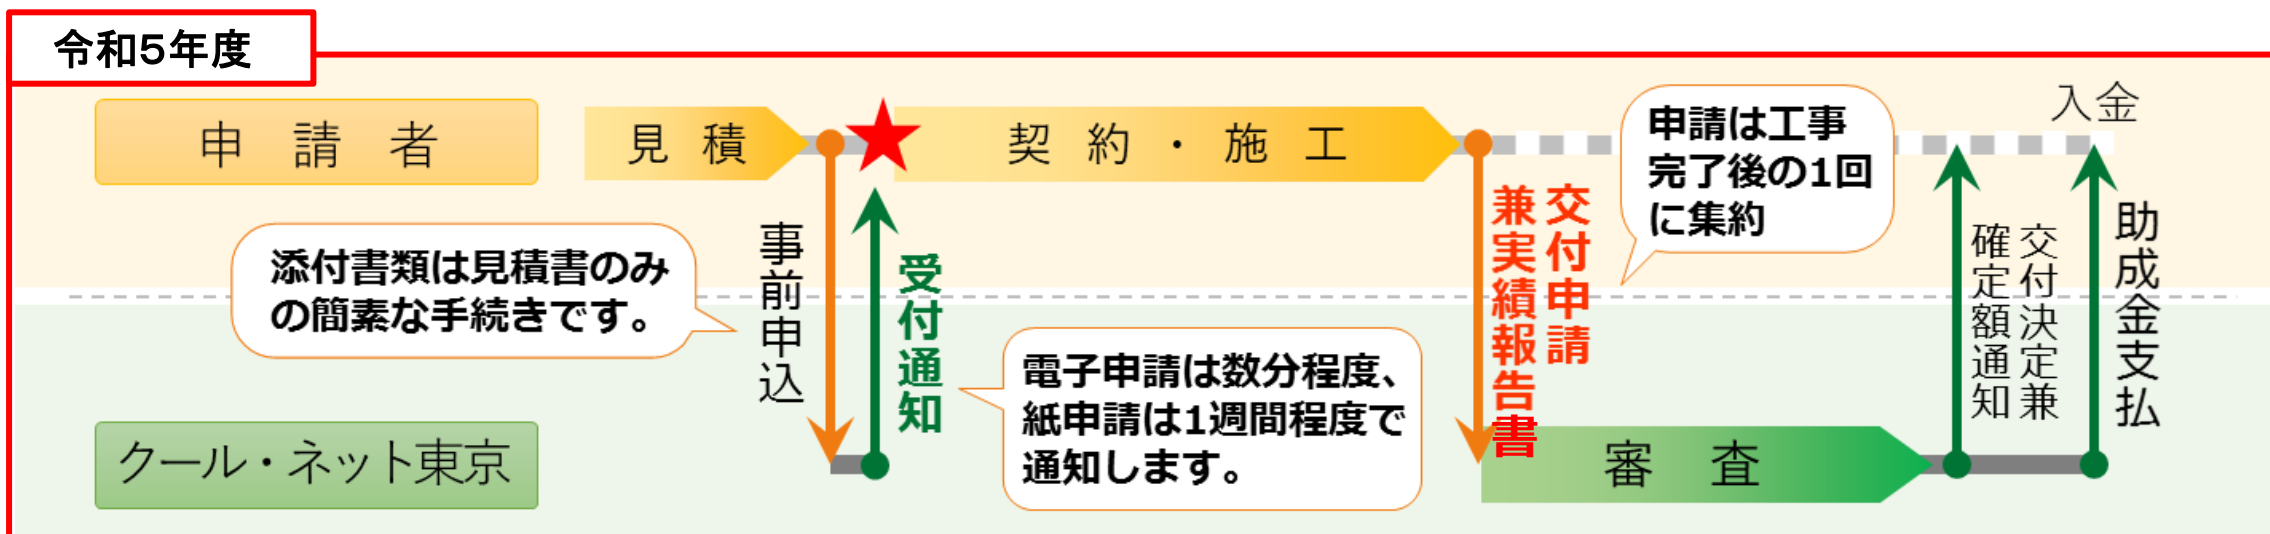 令和5年度
申請者
見積
契約・施工
申請は工事
完了後の1回
に集約
入金
添付書類は見積書のみ
の簡素な手続きです。
事前申込
受付通知
電子申請は数分程度、
紙申請は1週間程度で
通知します。
交付申請
兼実績報告書
交付決定兼
確定額通知
助成金支払
クール・ネット東京
審査